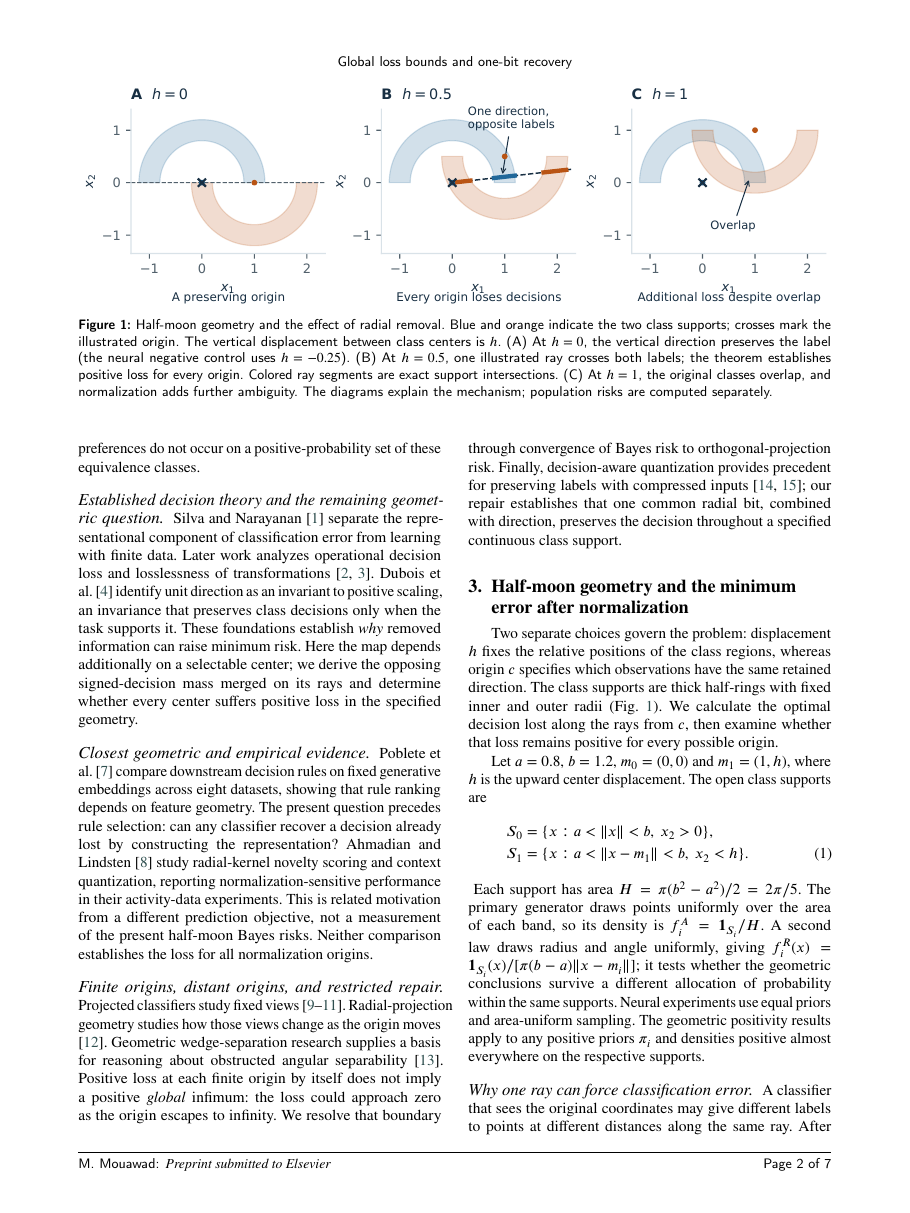 Global loss bounds and one-bit recovery
A h = 0
B h = 0.5
C h = 1
One direction,
opposite labels
Overlap
x2
1
0
−1
−1 0 1 2
x1
A preserving origin
x2
1
0
−1
−1 0 1 2
x1
Every origin loses decisions
x2
1
0
−1
−1 0 1 2
x1
Additional loss despite overlap
Figure 1: Half-moon geometry and the effect of radial removal. Blue and orange indicate the two class supports; crosses mark the
illustrated origin. The vertical displacement between class centers is h. (A) At h = 0, the vertical direction preserves the label
(the neural negative control uses h = −0.25). (B) At h = 0.5, one illustrated ray crosses both labels; the theorem establishes
positive loss for every origin. Colored ray segments are exact support intersections. (C) At h = 1, the original classes overlap, and
normalization adds further ambiguity. The diagrams explain the mechanism; population risks are computed separately.
preferences do not occur on a positive-probability set of these
equivalence classes.
Established decision theory and the remaining geomet-
ric question. Silva and Narayanan [1] separate the repre-
sentational component of classification error from learning
with finite data. Later work analyzes operational decision
loss and losslessness of transformations [2, 3]. Dubois et
al. [4] identify unit direction as an invariant to positive scaling,
an invariance that preserves class decisions only when the
task supports it. These foundations establish why removed
information can raise minimum risk. Here the map depends
additionally on a selectable center; we derive the opposing
signed-decision mass merged on its rays and determine
whether every center suffers positive loss in the specified
geometry.
Closest geometric and empirical evidence. Poblete et
al. [7] compare downstream decision rules on fixed generative
embeddings across eight datasets, showing that rule ranking
depends on feature geometry. The present question precedes
rule selection: can any classifier recover a decision already
lost by constructing the representation? Ahmadian and
Lindsten [8] study radial-kernel novelty scoring and context
quantization, reporting normalization-sensitive performance
in their activity-data experiments. This is related motivation
from a different prediction objective, not a measurement
of the present half-moon Bayes risks. Neither comparison
establishes the loss for all normalization origins.
Finite origins, distant origins, and restricted repair.
Projected classifiers study fixed views [9–11]. Radial-projection
geometry studies how those views change as the origin moves
[12]. Geometric wedge-separation research supplies a basis
for reasoning about obstructed angular separability [13].
Positive loss at each finite origin by itself does not imply
a positive global infimum: the loss could approach zero
as the origin escapes to infinity. We resolve that boundary
through convergence of Bayes risk to orthogonal-projection
risk. Finally, decision-aware quantization provides precedent
for preserving labels with compressed inputs [14, 15]; our
repair establishes that one common radial bit, combined
with direction, preserves the decision throughout a specified
continuous class support.
3. Half-moon geometry and the minimum
error after normalization
Two separate choices govern the problem: displacement
h fixes the relative positions of the class regions, whereas
origin c specifies which observations have the same retained
direction. The class supports are thick half-rings with fixed
inner and outer radii (Fig. 1). We calculate the optimal
decision lost along the rays from c, then examine whether
that loss remains positive for every possible origin.
Let a = 0.8, b = 1.2, m0 = (0, 0) and m1 = (1, h), where
h is the upward center displacement. The open class supports
are
S0 = {x : a < ‖x‖ < b, x2 > 0},
S1 = {x : a < ‖x − m1‖ < b, x2 < h}. (1)
Each support has area H = π(b² − a²)/2 = 2π/5. The
primary generator draws points uniformly over the area
of each band, so its density is f_i^A = 1_{S_i}/H. A second
law draws radius and angle uniformly, giving f_i^R(x) =
1_{S_i}(x)/[π(b − a)‖x − m_i‖]; it tests whether the geometric
conclusions survive a different allocation of probability
within the same supports. Neural experiments use equal priors
and area-uniform sampling. The geometric positivity results
apply to any positive priors π_i and densities positive almost
everywhere on the respective supports.
Why one ray can force classification error. A classifier
that sees the original coordinates may give different labels
to points at different distances along the same ray. After
M. Mouawad: Preprint submitted to Elsevier
Page 2 of 7